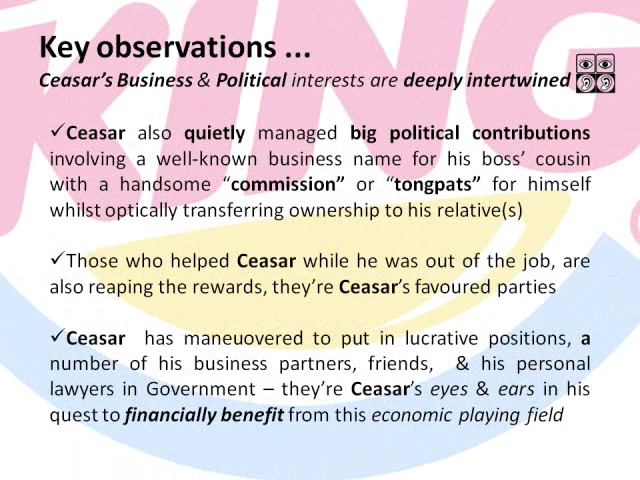 KING
Key observations ...
Ceasar's Business & Political interests are deeply intertwined
✓Ceasar also quietly managed big political contributions
involving a well-known business name for his boss' cousin
with a handsome "commission" or "tongpats" for himself
whilst optically transferring ownership to his relative(s)
✓Those who helped Ceasar while he was out of the job, are
also reaping the rewards, they're Ceasar's favoured parties
✓Ceasar has maneuovered to put in lucrative positions, a
number of his business partners, friends, & his personal
lawyers in Government – they're Ceasar's eyes & ears in his
quest to financially benefit from this economic playing field